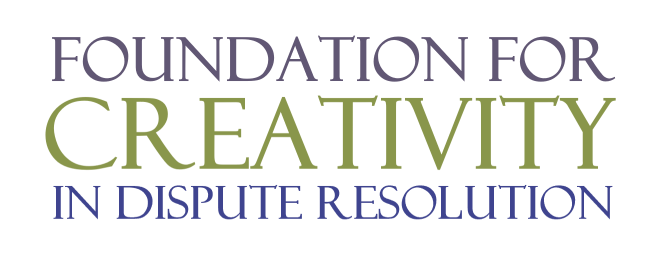 FOUNDATION FOR
CREATIVITY
IN DISPUTE RESOLUTION